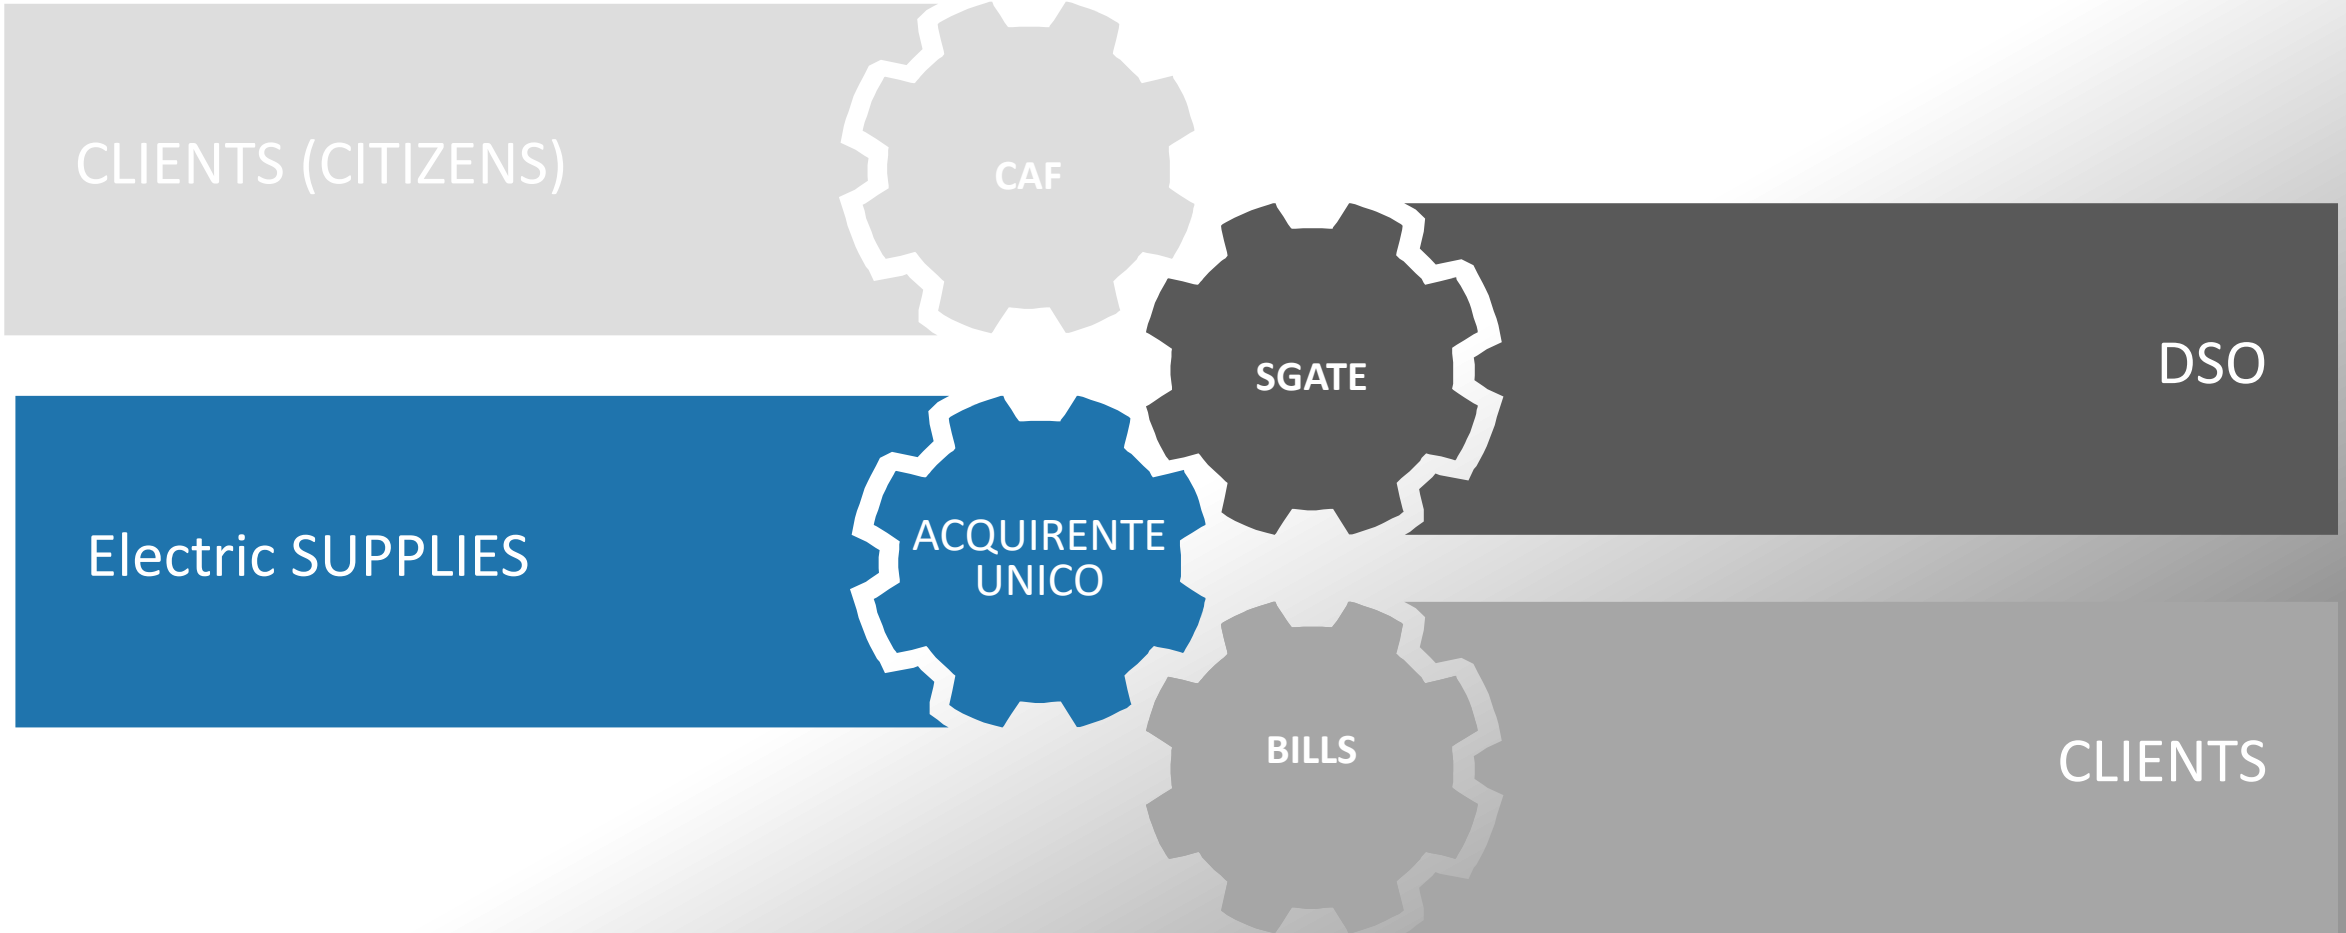 CLIENTS (CITIZENS)
CAF
SGATE
DSO
Electric SUPPLIES
ACQUIRENTE
UNICO
BILLS
CLIENTS